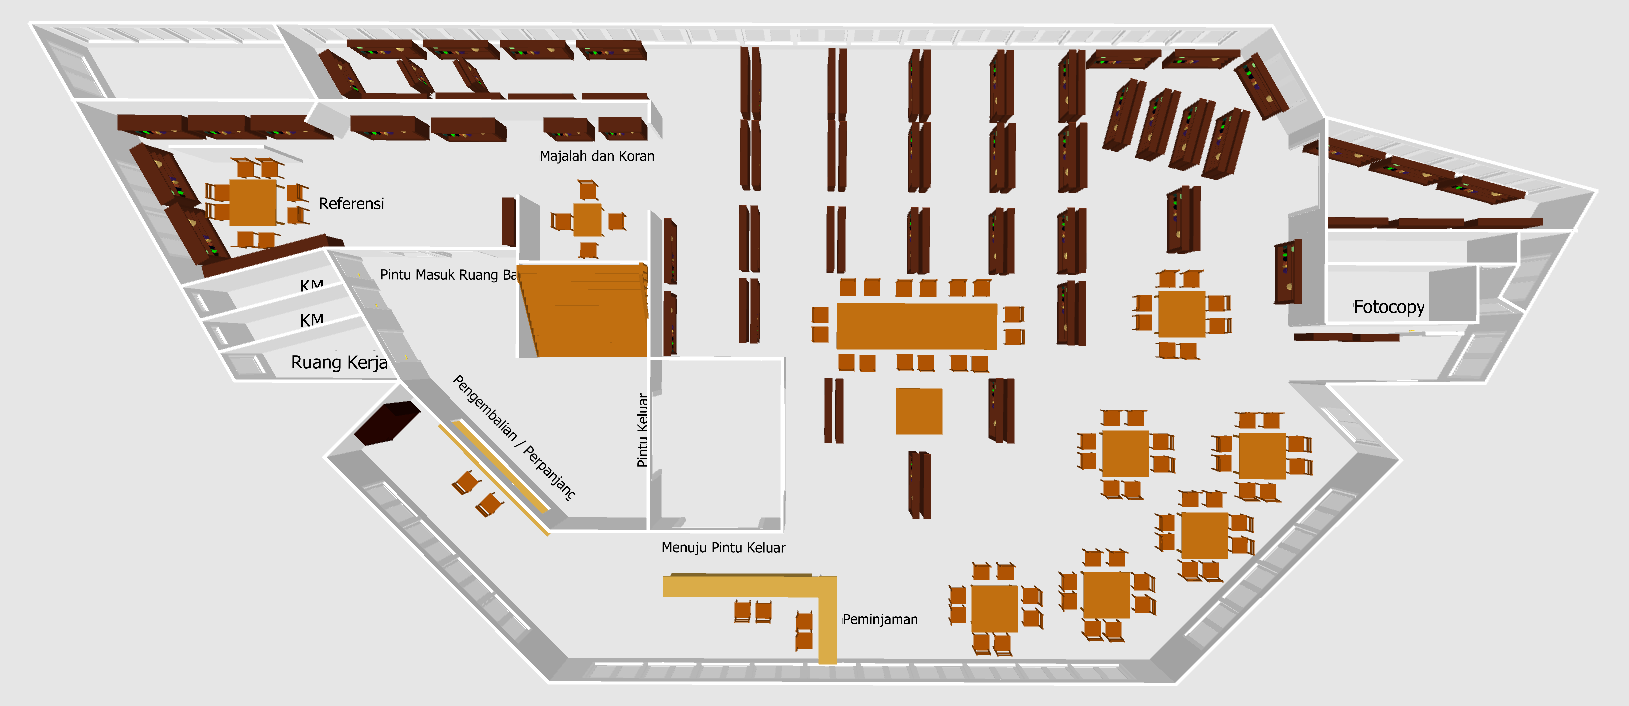 Majalah dan Koran
Referensi
Pintu Masuk Ruang Ba
KM
KM
Ruang Kerja
Fotocopy
Pengembalian / Perpanjang
Pintu Keluar
Menuju Pintu Keluar
Peminjaman